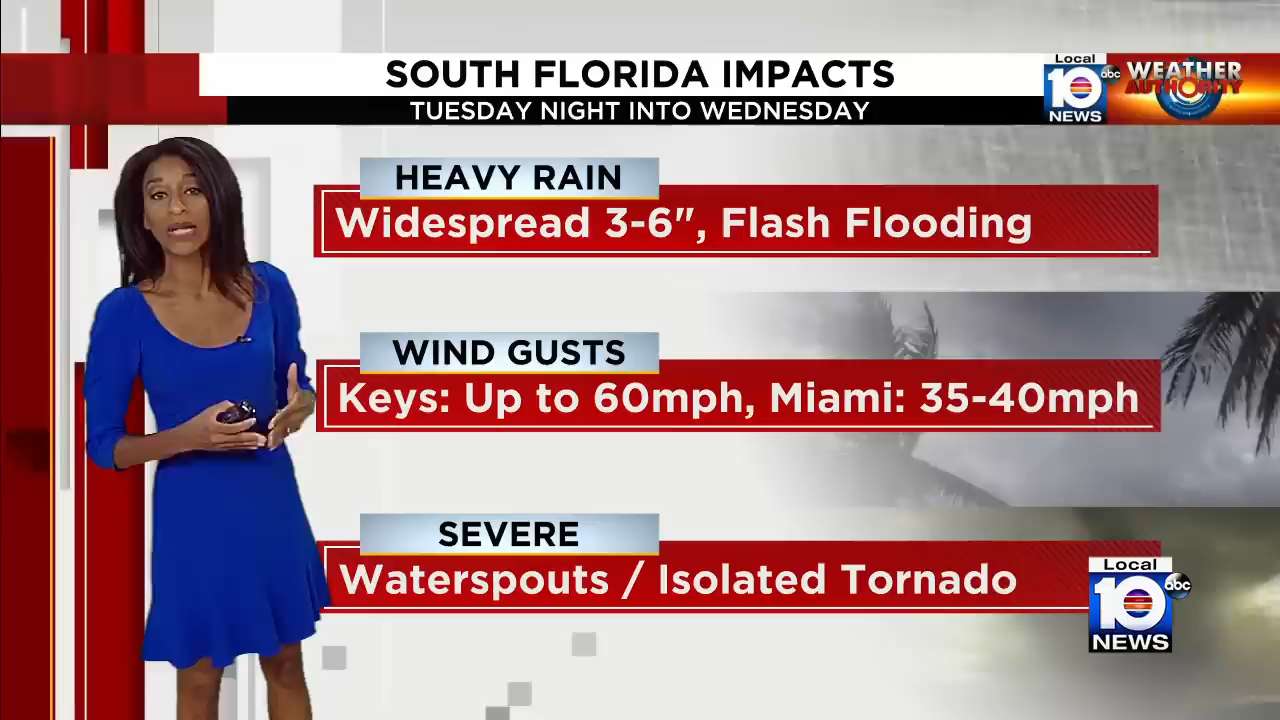 SOUTH FLORIDA IMPACTS
TUESDAY NIGHT INTO WEDNESDAY
Local
10
abc
NEWS
WEATHER
AUTHORITY
HEAVY RAIN
Widespread 3-6", Flash Flooding
WIND GUSTS
Keys: Up to 60mph, Miami: 35-40mph
SEVERE
Waterspouts / Isolated Tornado
Local
10
abc
NEWS